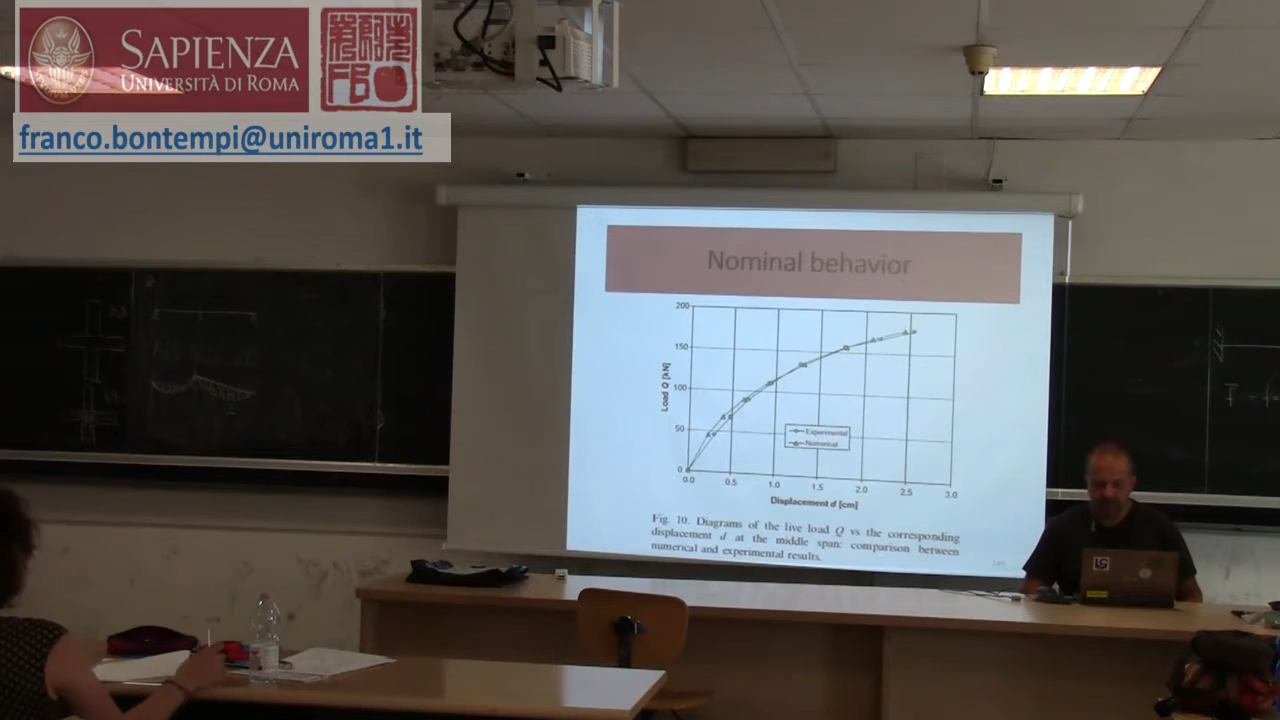 SAPIENZA
UNIVERSITÀ DI ROMA
FBO
franco.bontempi@uniroma1.it
Nominal behavior
200
150
100
50
0
Load Q [kN]
Experimental
Numerical
0.0 0.5 1.0 1.5 2.0 2.5 3.0
Displacement d [cm]
Fig. 10. Diagrams of the live load Q vs the corresponding
displacement d at the middle span: comparison between
numerical and experimental results.